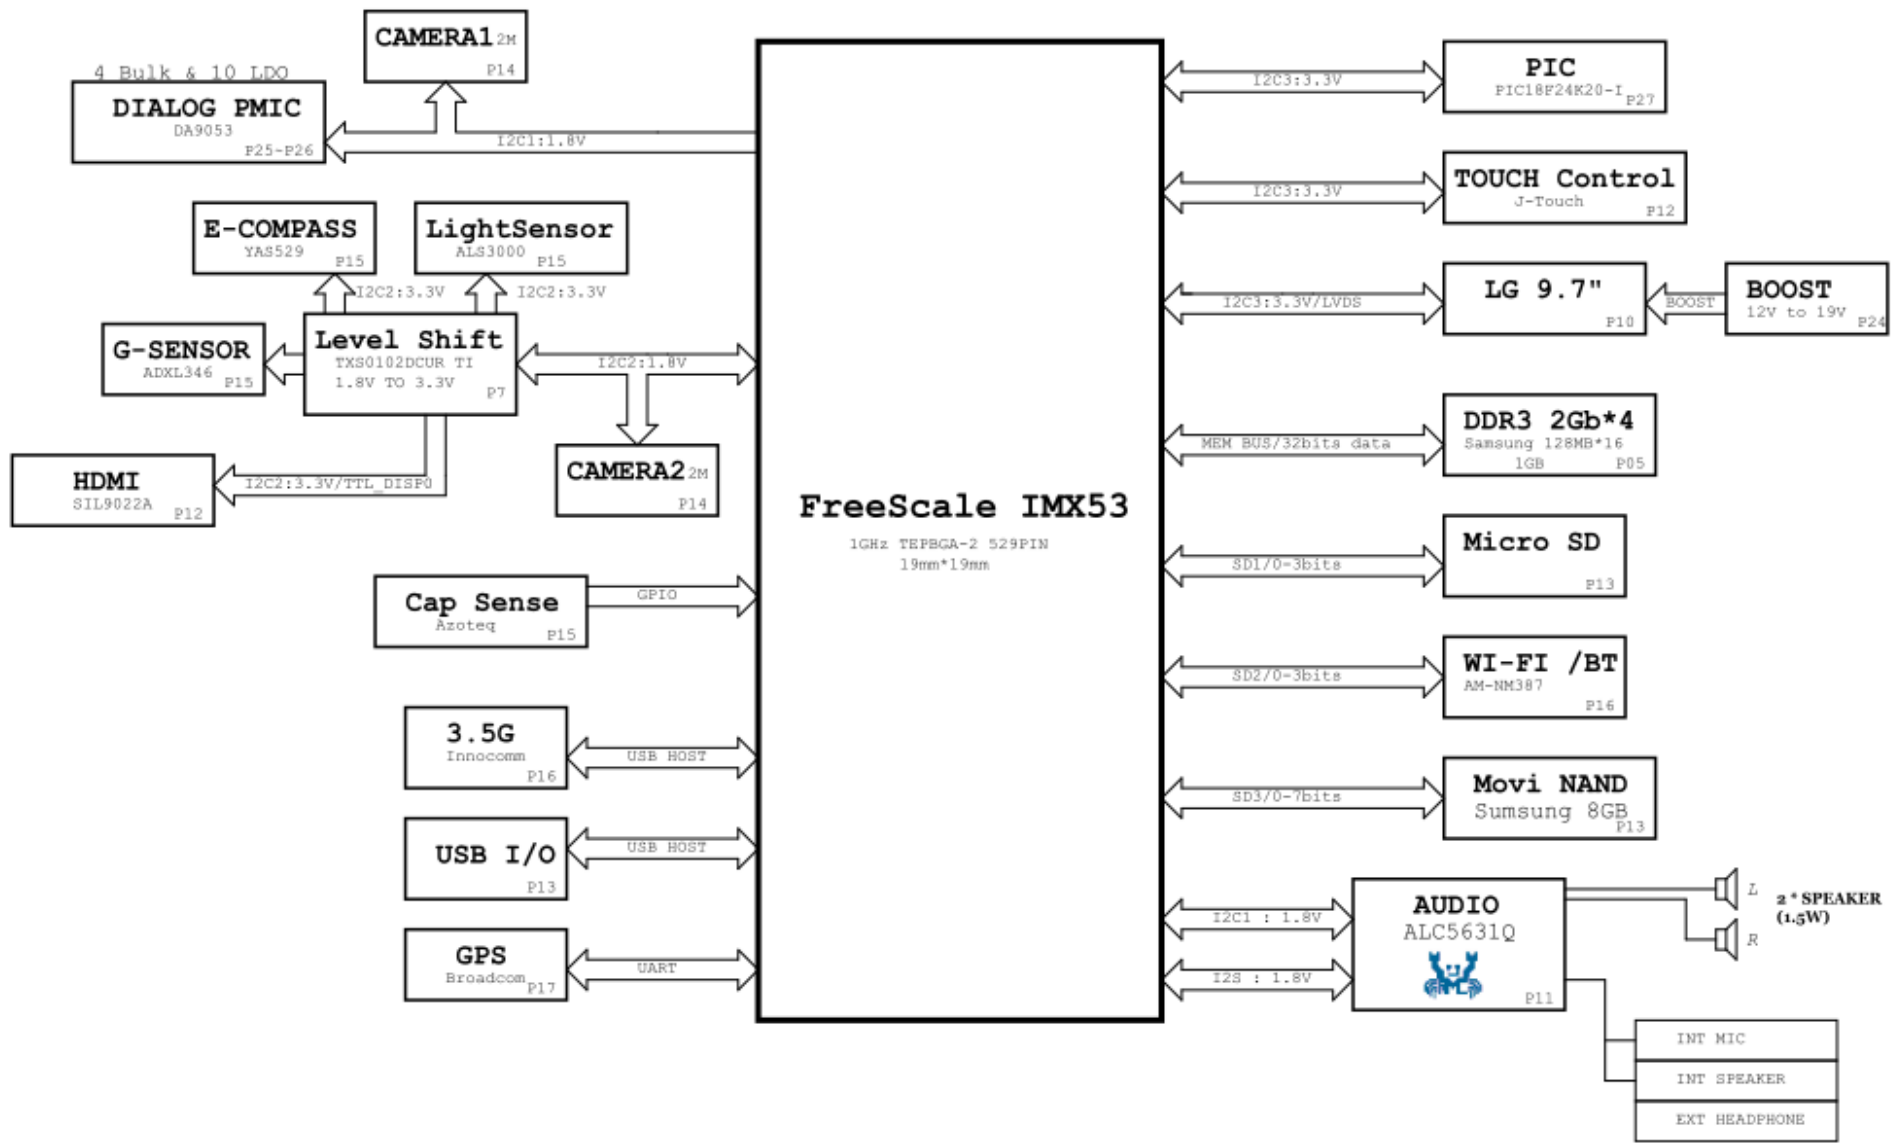 CAMERA1 2M
P14
4 Bulk & 10 LDO
DIALOG PMIC
DA9053
P25-P26
I2C1:1.8V
E-COMPASS
YAS529
P15
LightSensor
ALS3000
P15
I2C2:3.3V
I2C2:3.3V
G-SENSOR
ADXL346
P15
Level Shift
TXS0102DCUR TI
1.8V TO 3.3V
P7
I2C2:1.8V
HDMI
SIL9022A
P12
I2C2:3.3V/TTL_DISP0
CAMERA2 2M
P14
Cap Sense
Azoteq
P15
GPIO
3.5G
Innocomm
P16
USB HOST
USB I/O
P13
USB HOST
GPS
Broadcom
P17
UART
FreeScale IMX53
1GHz TEPBGA-2 529PIN
19mm*19mm
I2C3:3.3V
PIC
PIC18F24K20-I
P27
I2C3:3.3V
TOUCH Control
J-Touch
P12
I2C3:3.3V/LVDS
LG 9.7"
P10
BOOST
BOOST
12V to 19V
P24
MEM BUS/32bits data
DDR3 2Gb*4
Samsung 128MB*16
1GB
P05
SD1/0-3bits
Micro SD
P13
SD2/0-3bits
WI-FI /BT
AM-NM387
P16
SD3/0-7bits
Movi NAND
Sumsung 8GB
P13
I2C1 : 1.8V
I2S : 1.8V
AUDIO
ALC5631Q
P11
L
R
2 * SPEAKER
(1.5W)
INT MIC
INT SPEAKER
EXT HEADPHONE